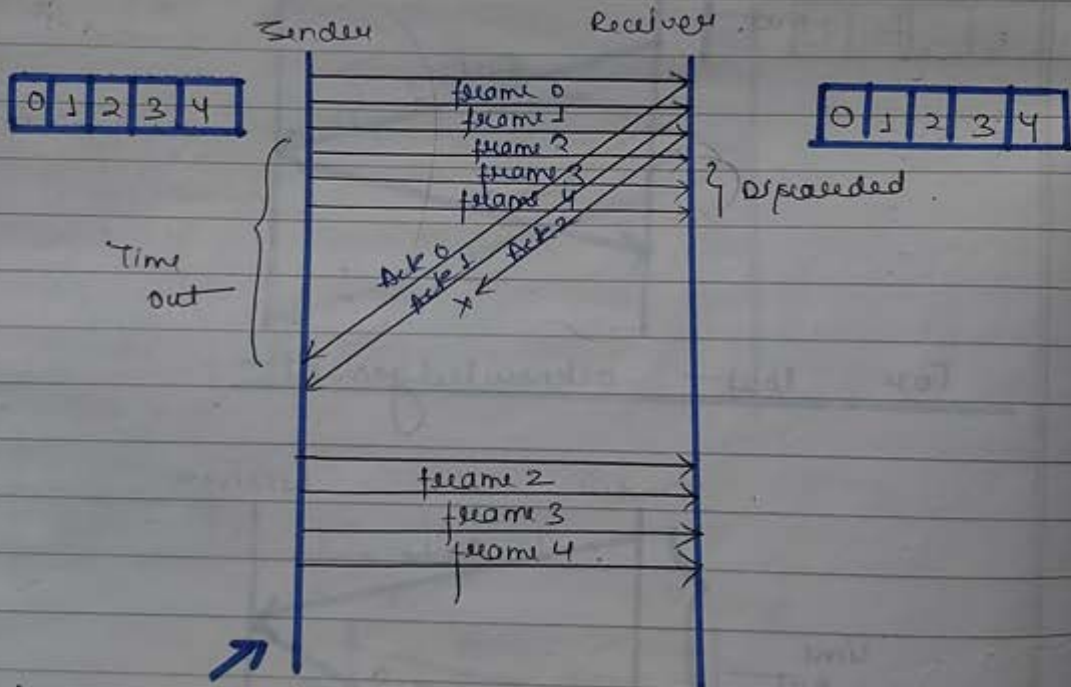 Sender Receiver
0 1 2 3 4
frame 0
frame 1
frame 2
frame 3
frame 4
0 1 2 3 4
Discarded
Time
out
Ack 0
Ack 1
Ack 2
frame 2
frame 3
frame 4